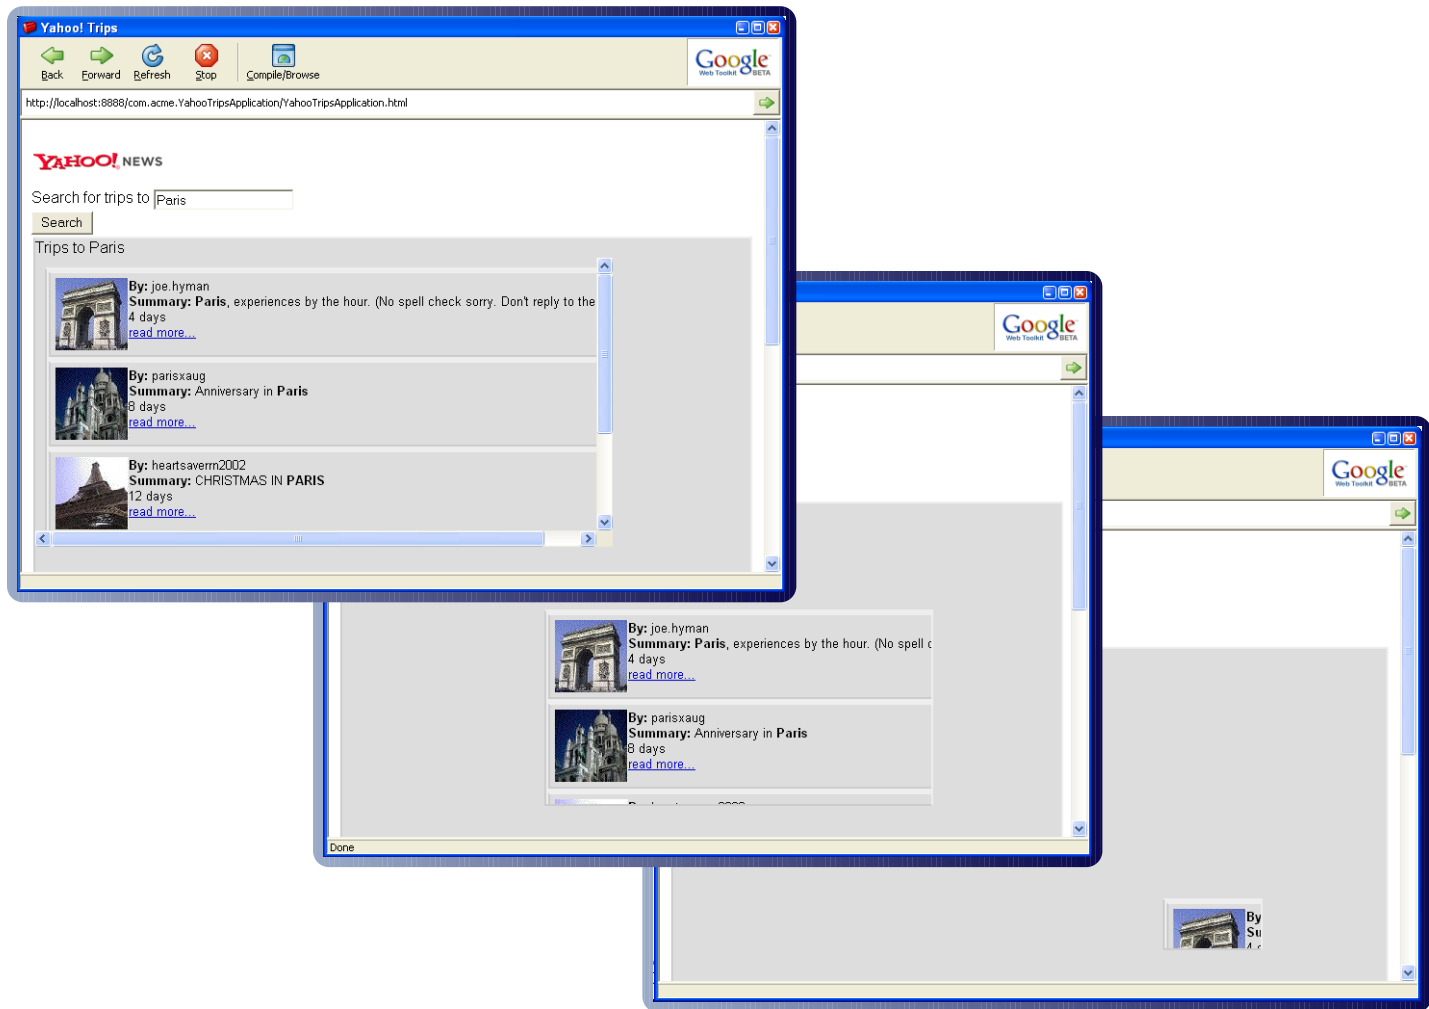 Yahoo! Trips
Back Forward Refresh Stop Compile/Browse
Google
Web Toolkit BETA
http://localhost:8888/com.acme.YahooTripsApplication/YahooTripsApplication.html
YAHOO! NEWS
Search for trips to Paris
Search
Trips to Paris
By: joe.hyman
Summary: Paris, experiences by the hour. (No spell check sorry. Don't reply to the
4 days
read more...
By: parisxaug
Summary: Anniversary in Paris
8 days
read more...
By: heartsaverrn2002
Summary: CHRISTMAS IN PARIS
12 days
read more...
Google
Web Toolkit BETA
By: joe.hyman
Summary: Paris, experiences by the hour. (No spell
4 days
read more...
By: parisxaug
Summary: Anniversary in Paris
8 days
read more...
Done
Google
Web Toolkit BETA
By
Su